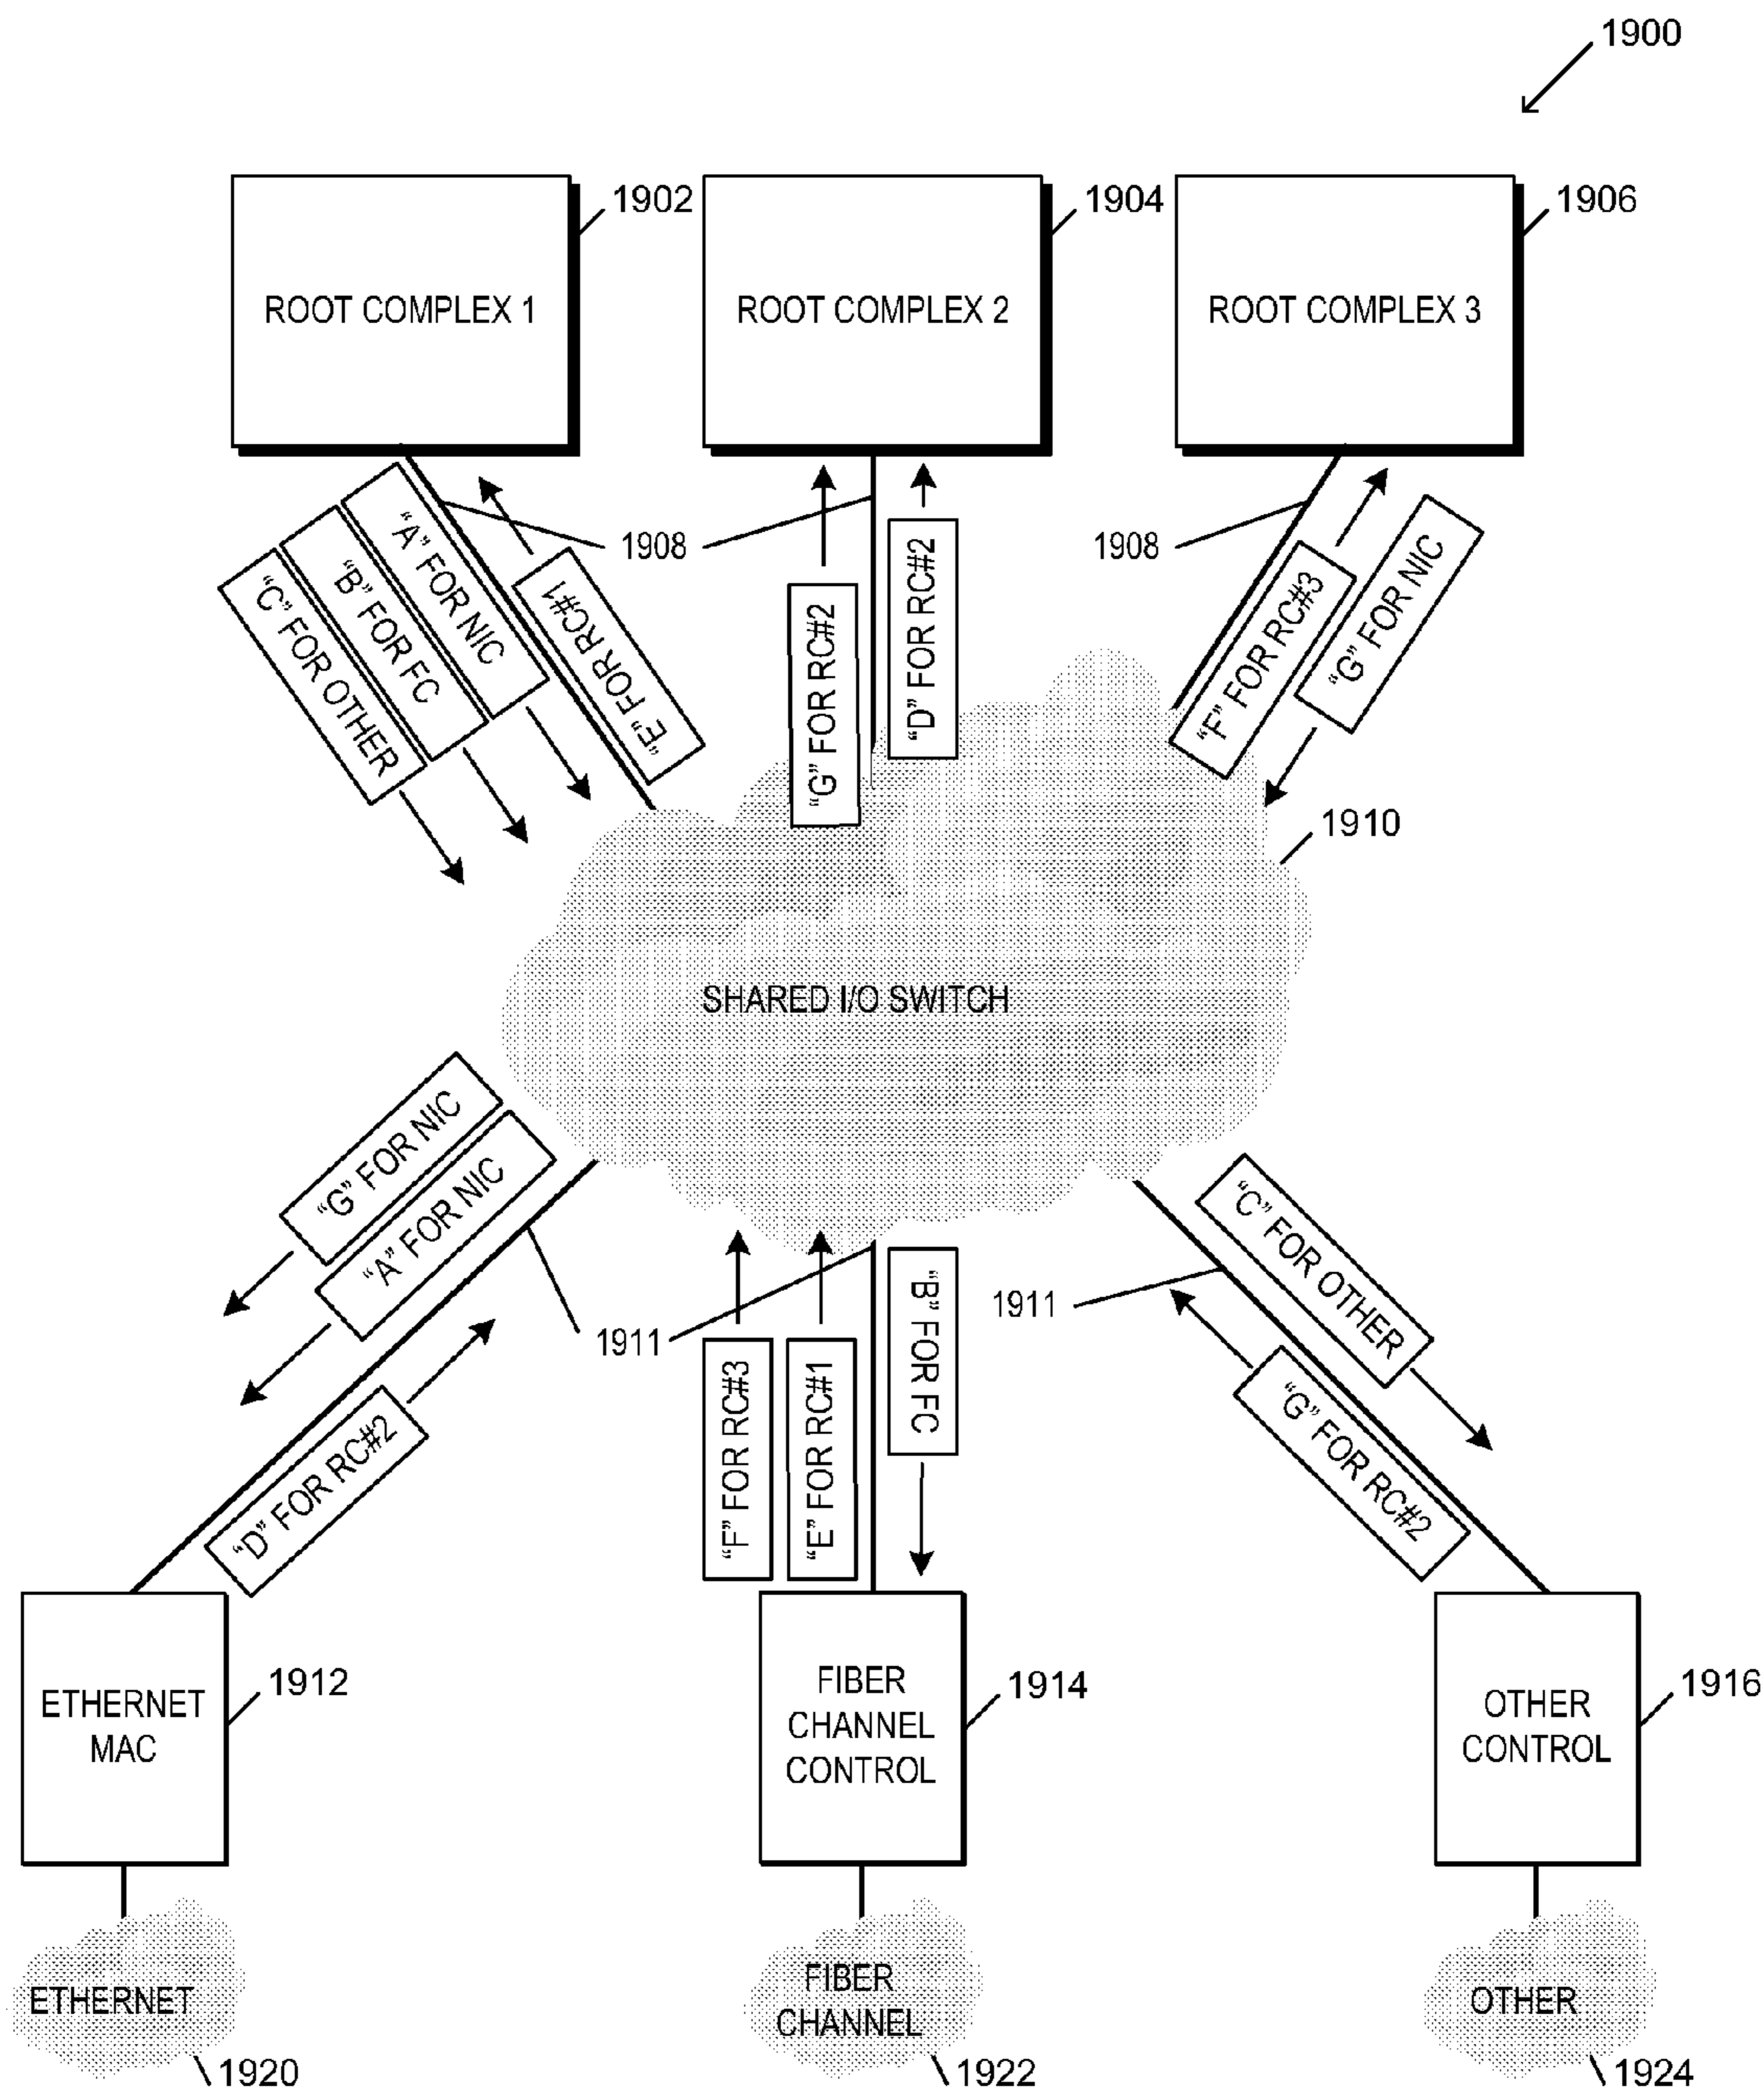 1900
1902
1904
1906
ROOT COMPLEX 1
ROOT COMPLEX 2
ROOT COMPLEX 3
"C" FOR OTHER
"B" FOR FC
"A" FOR NIC
"E" FOR RC#1
1908
"G" FOR RC#2
"D" FOR RC#2
1908
"F" FOR RC#3
"G" FOR NIC
1910
SHARED I/O SWITCH
"G" FOR NIC
"A" FOR NIC
"D" FOR RC#2
1911
"F" FOR RC#3
"E" FOR RC#1
"B" FOR FC
1911
"C" FOR OTHER
"G" FOR RC#2
ETHERNET
MAC
1912
FIBER
CHANNEL
CONTROL
1914
OTHER
CONTROL
1916
ETHERNET
1920
FIBER
CHANNEL
1922
OTHER
1924